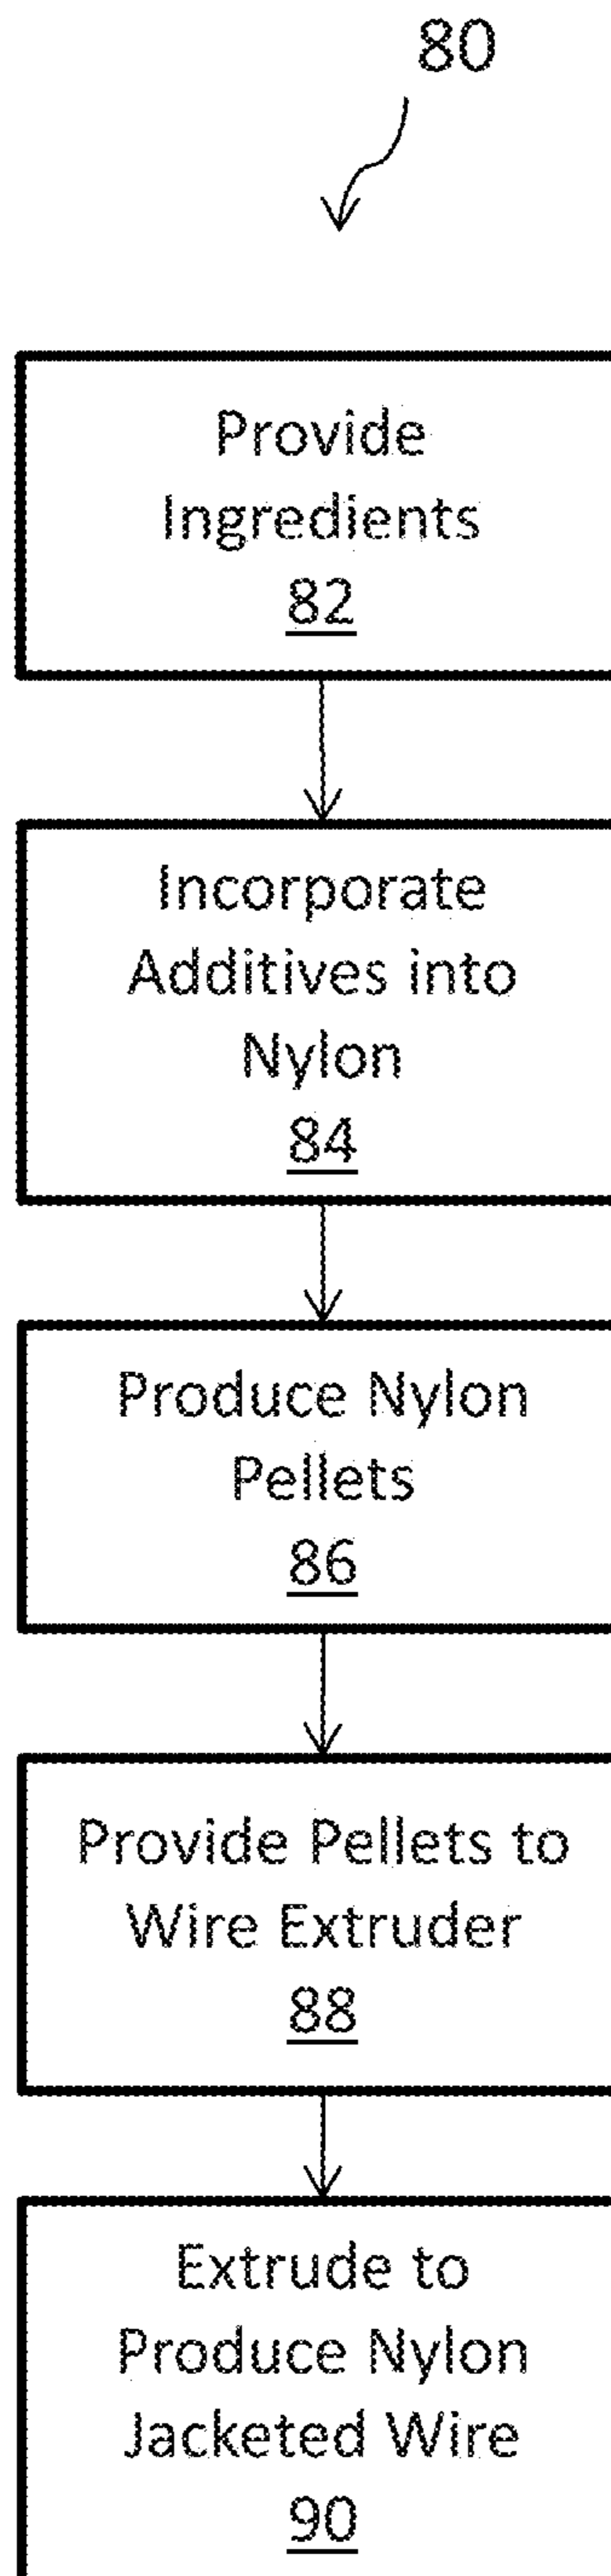 80
Provide
Ingredients
82
Incorporate
Additives into
Nylon
84
Produce Nylon
Pellets
86
Provide Pellets to
Wire Extruder
88
Extrude to
Produce Nylon
Jacketed Wire
90